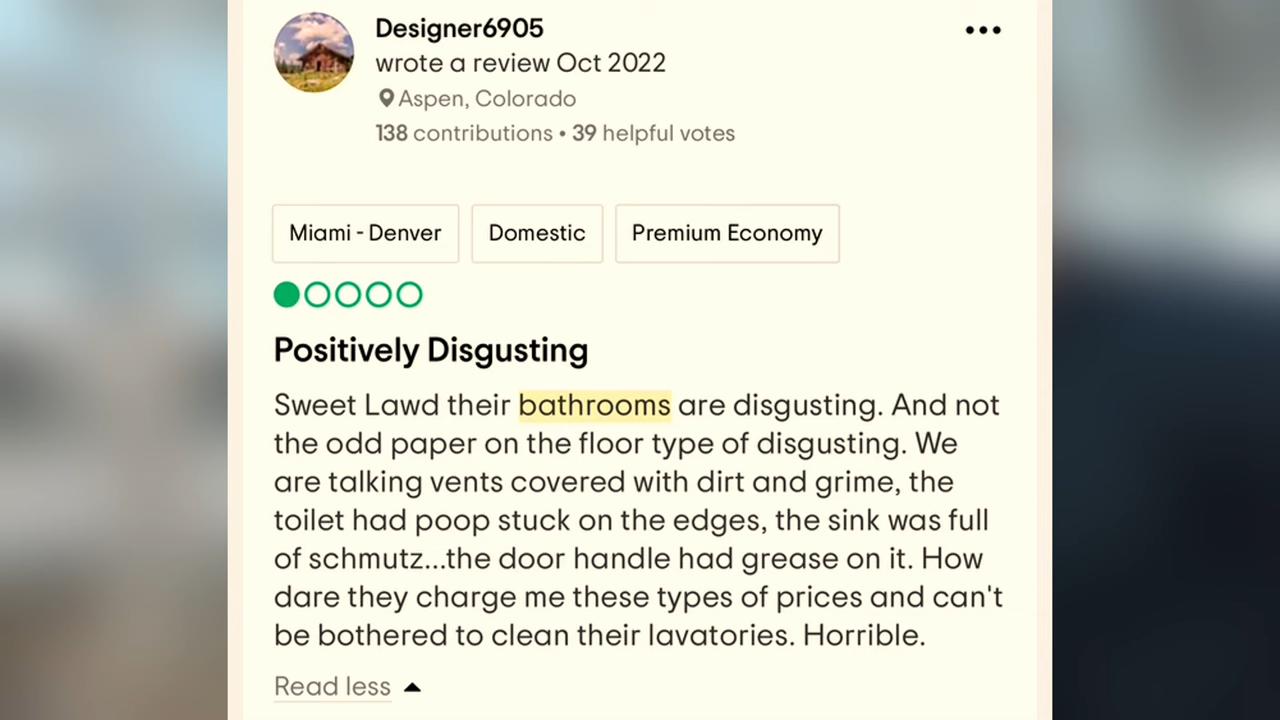 Designer6905
wrote a review Oct 2022
Aspen, Colorado
138 contributions • 39 helpful votes
Miami - Denver
Domestic
Premium Economy
Positively Disgusting
Sweet Lawd their bathrooms are disgusting. And not
the odd paper on the floor type of disgusting. We
are talking vents covered with dirt and grime, the
toilet had poop stuck on the edges, the sink was full
of schmutz...the door handle had grease on it. How
dare they charge me these types of prices and can't
be bothered to clean their lavatories. Horrible.
Read less